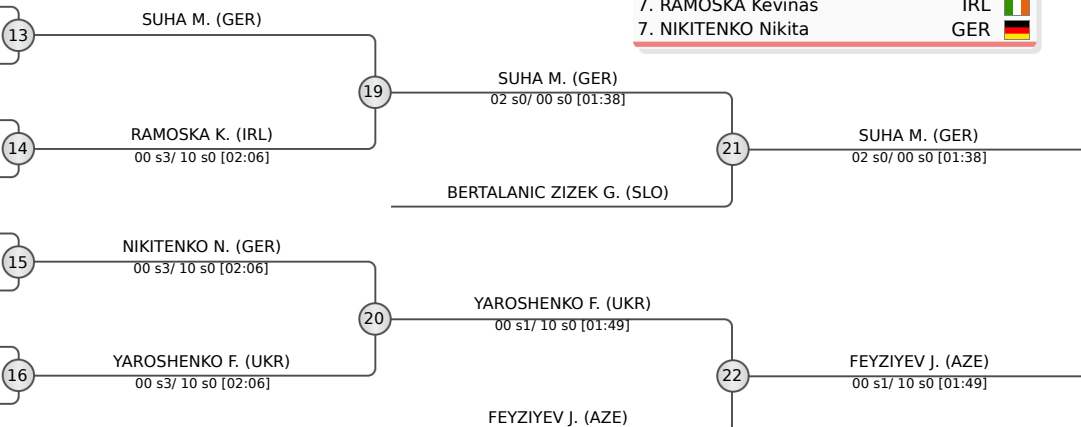 7. RAMOSKA Kevinas IRL
7. NIKITENKO Nikita GER
13
SUHA M. (GER)
14
RAMOSKA K. (IRL)
00 s3/ 10 s0 [02:06]
19
SUHA M. (GER)
02 s0/ 00 s0 [01:38]
BERTALANIC ZIZEK G. (SLO)
21
SUHA M. (GER)
02 s0/ 00 s0 [01:38]
15
NIKITENKO N. (GER)
00 s3/ 10 s0 [02:06]
16
YAROSHENKO F. (UKR)
00 s3/ 10 s0 [02:06]
20
YAROSHENKO F. (UKR)
00 s1/ 10 s0 [01:49]
FEYZIYEV J. (AZE)
22
FEYZIYEV J. (AZE)
00 s1/ 10 s0 [01:49]